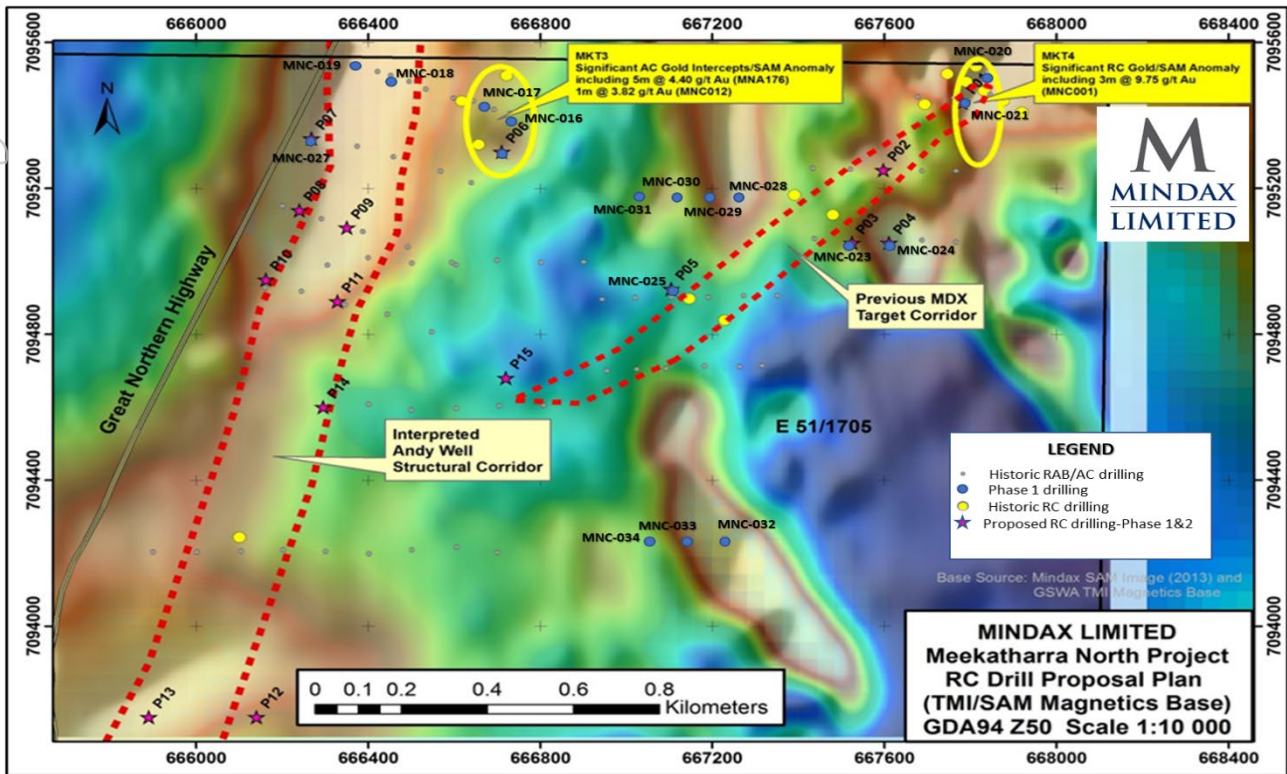 666000 666400 666800 667200 667600 668000 668400
7095600
7095200
7094800
7094400
7094000
7095600
7095200
7094800
7094400
7094000
N
MKT3
Significant AC Gold Intercepts/SAM Anomaly
including 5m @ 4.40 g/t Au (MNA176)
1m @ 3.82 g/t Au (MNC012)
MKT4
Significant RC Gold/SAM Anomaly
including 3m @ 9.75 g/t Au
(MNC001)
MNC-019
MNC-018
MNC-017
MNC-016
MNC-020
MNC-021
P07
MNC-027
P06
P02
P08
P09
MNC-030
MNC-028
MNC-031
MNC-029
P03
P04
MNC-023
MNC-024
P10
P11
MNC-025
P05
P15
P14
Great Northern Highway
Previous MDX
Target Corridor
Interpreted
Andy Well
Structural Corridor
E 51/1705
MNC-033
MNC-032
MNC-034
P13
P12
MINDAX
LIMITED
LEGEND
Historic RAB/AC drilling
Phase 1 drilling
Historic RC drilling
Proposed RC drilling-Phase 1&2
Base Source: Mindax SAM Image (2013) and
GSWA TMI Magnetics Base
MINDAX LIMITED
Meekatharra North Project
RC Drill Proposal Plan
(TMI/SAM Magnetics Base)
GDA94 Z50 Scale 1:10 000
0 0.1 0.2 0.4 0.6 0.8
Kilometers
666000 666400 666800 667200 667600 668000 668400